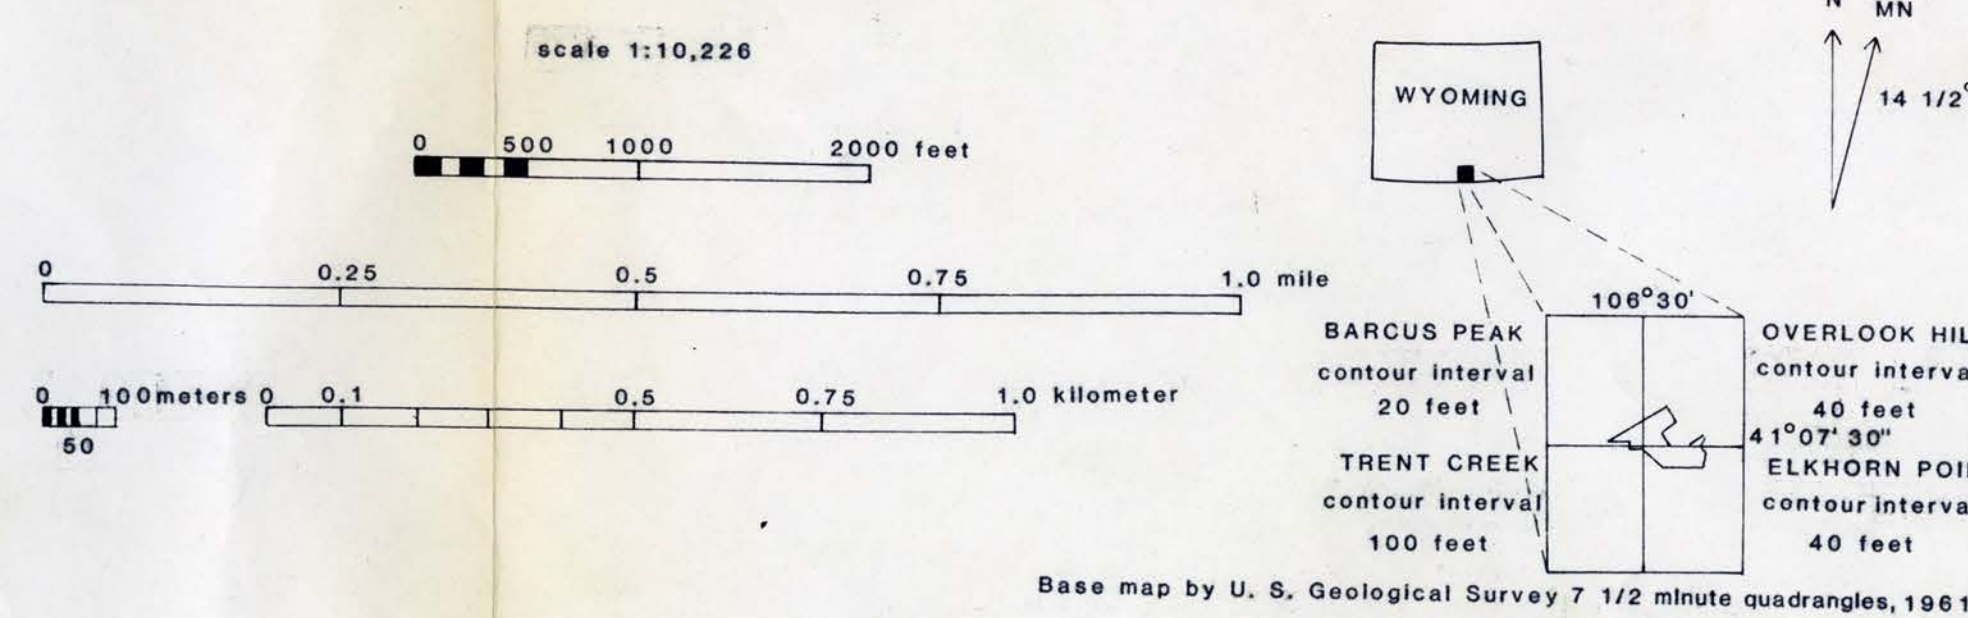 scale 1:10,226
0 500 1000 2000 feet
0 0.25 0.5 0.75 1.0 mile
0 100meters
50
0 0.1 0.5 0.75 1.0 kilometer
WYOMING
N MN
14 1/2°
106°30'
BARCUS PEAK
contour interval
20 feet
OVERLOOK HIL
contour interva
40 feet
41°07'30"
TRENT CREEK
contour interval
100 feet
ELKHORN POI
contour interva
40 feet
Base map by U. S. Geological Survey 7 1/2 minute quadrangles, 1961